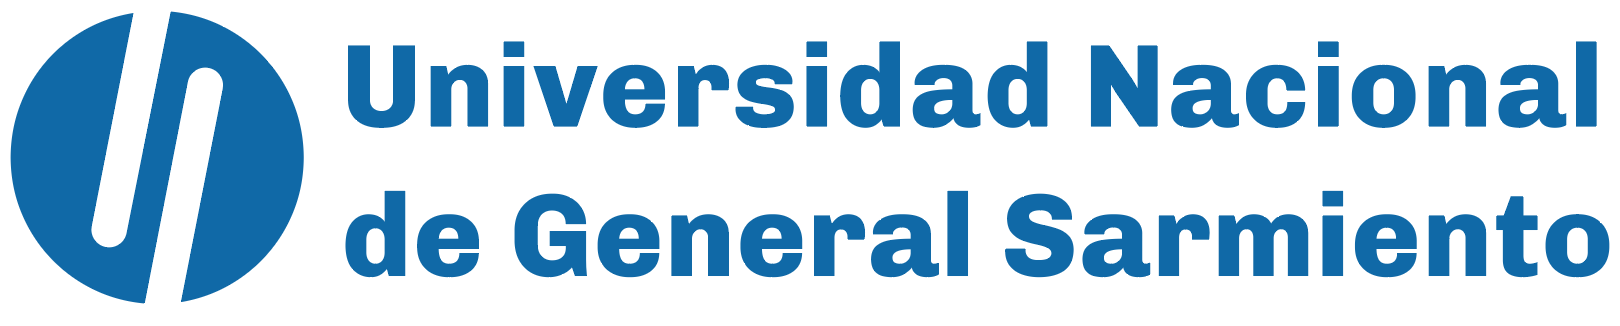 Universidad Nacional
de General Sarmiento